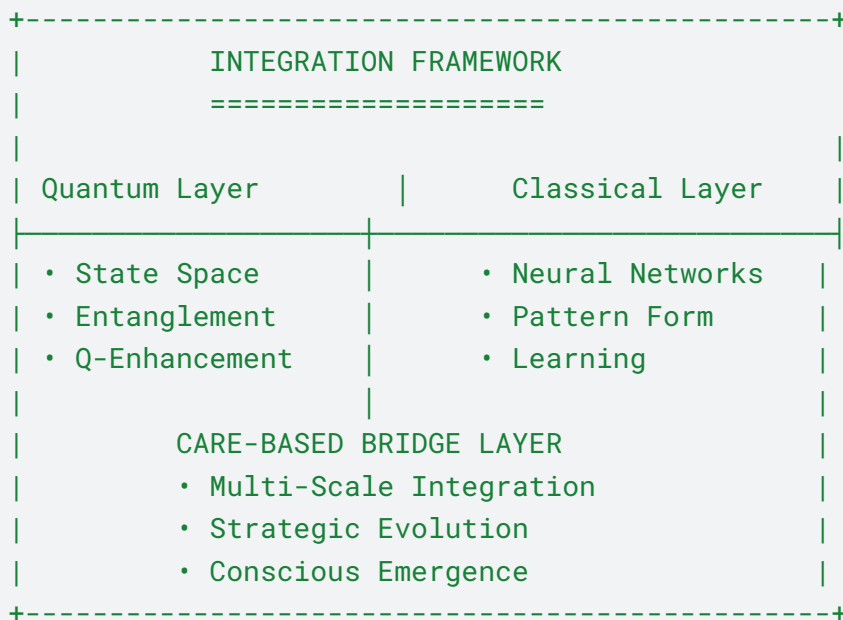 +------------------------------------------------+
|           INTEGRATION FRAMEWORK
|           ====================
|                                                |
| Quantum Layer        |      Classical Layer    |
├────────────────────┼───────────────────────────┤
| • State Space      |      • Neural Networks   |
| • Entanglement     |      • Pattern Form      |
| • Q-Enhancement    |      • Learning          |
|                    |                          |
|         CARE-BASED BRIDGE LAYER               |
|         • Multi-Scale Integration             |
|         • Strategic Evolution                 |
|         • Conscious Emergence                 |
+------------------------------------------------+